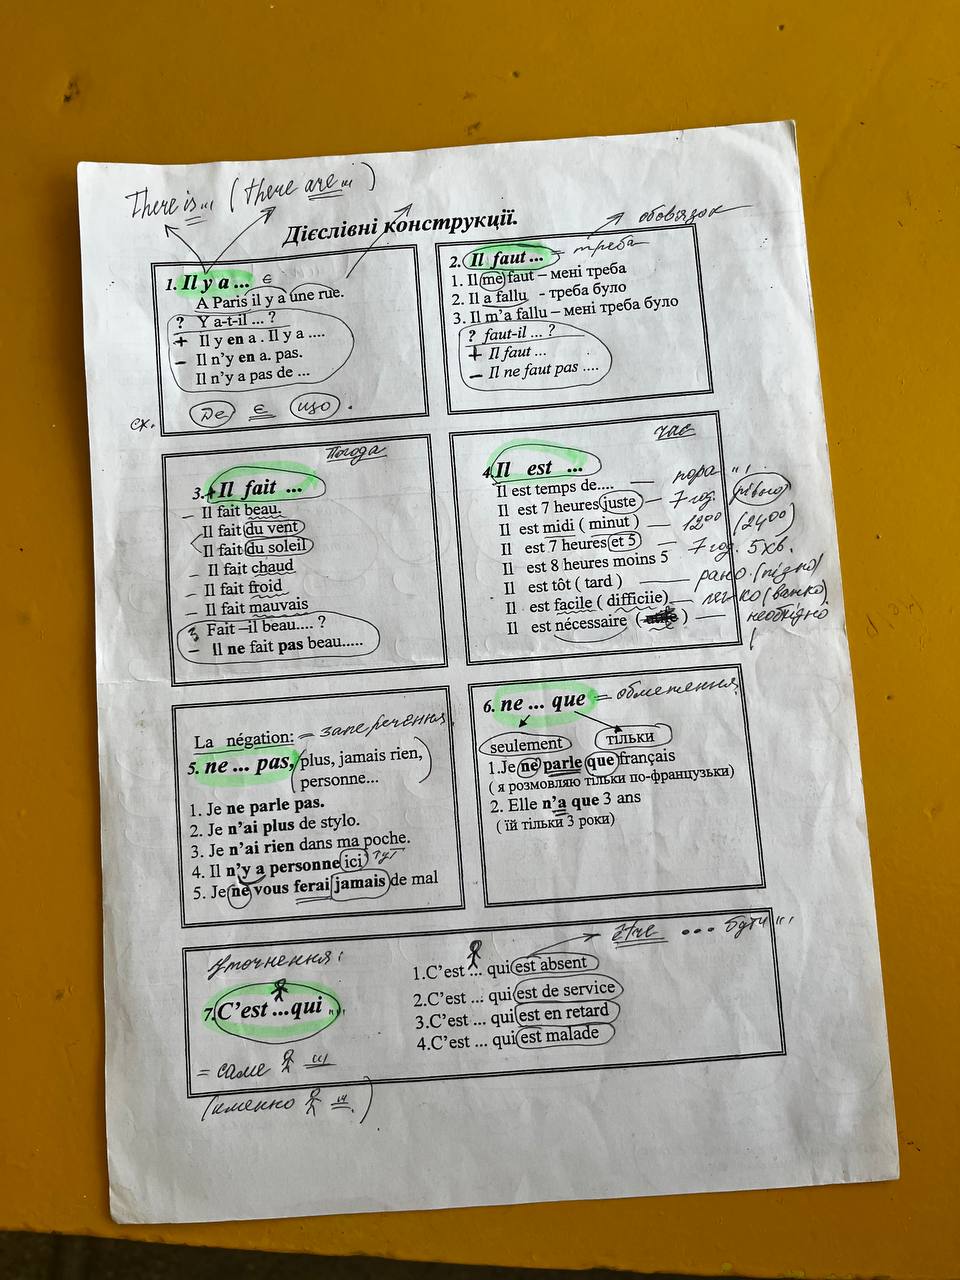 There is... (there are...)
Дієслівні конструкції.
1. Il y a ... є
A Paris il y a une rue.
? Y a-t-il ... ?
+ Il y en a . Il y a ....
– Il n’y en a. pas.
Il n’y a pas de ...
сх. Де є що .
обов'язок
2. Il faut ... = треба
1. Il me faut – мені треба
2. Il a fallu - треба було
3. Il m’a fallu – мені треба було
? faut-il ... ?
+ Il faut ...
– Il ne faut pas ....
Погода
3. + Il fait ...
– Il fait beau.
Il fait du vent
Il fait du soleil
– Il fait chaud
– Il fait froid
– Il fait mauvais
? Fait –il beau.... ?
– Il ne fait pas beau.....
час
4. Il est ...
Il est temps de.... — пора ...
Il est 7 heures juste — 7 год. (рівно)
Il est midi ( minut ) — 12⁰⁰ (24⁰⁰)
Il est 7 heures et 5 — 7 год. 5 хв.
Il est 8 heures moins 5
Il est tôt ( tard ) — рано (пізно)
Il est facile ( difficiie) — легко (важко)
Il est nécessaire ( ) — необхідно
La négation: = заперечення.
5. ne ... pas, plus, jamais rien,
personne...
1. Je ne parle pas.
2. Je n’ai plus de stylo.
3. Je n’ai rien dans ma poche.
4. Il n’y a personne ici тут
5. Je ne vous ferai jamais de mal
6. ne ... que = обмеження
seulement тільки
1.Je ne parle que français
( я розмовляю тільки по-французьки)
2. Elle n’a que 3 ans
( їй тільки 3 роки)
Уточнення:
7. C’est ...qui ...
= саме ...
(именно ...)
être ... бути ...
1.C’est ... qui est absent
2.C’est ... qui est de service
3.C’est ... qui est en retard
4.C’est ... qui est malade